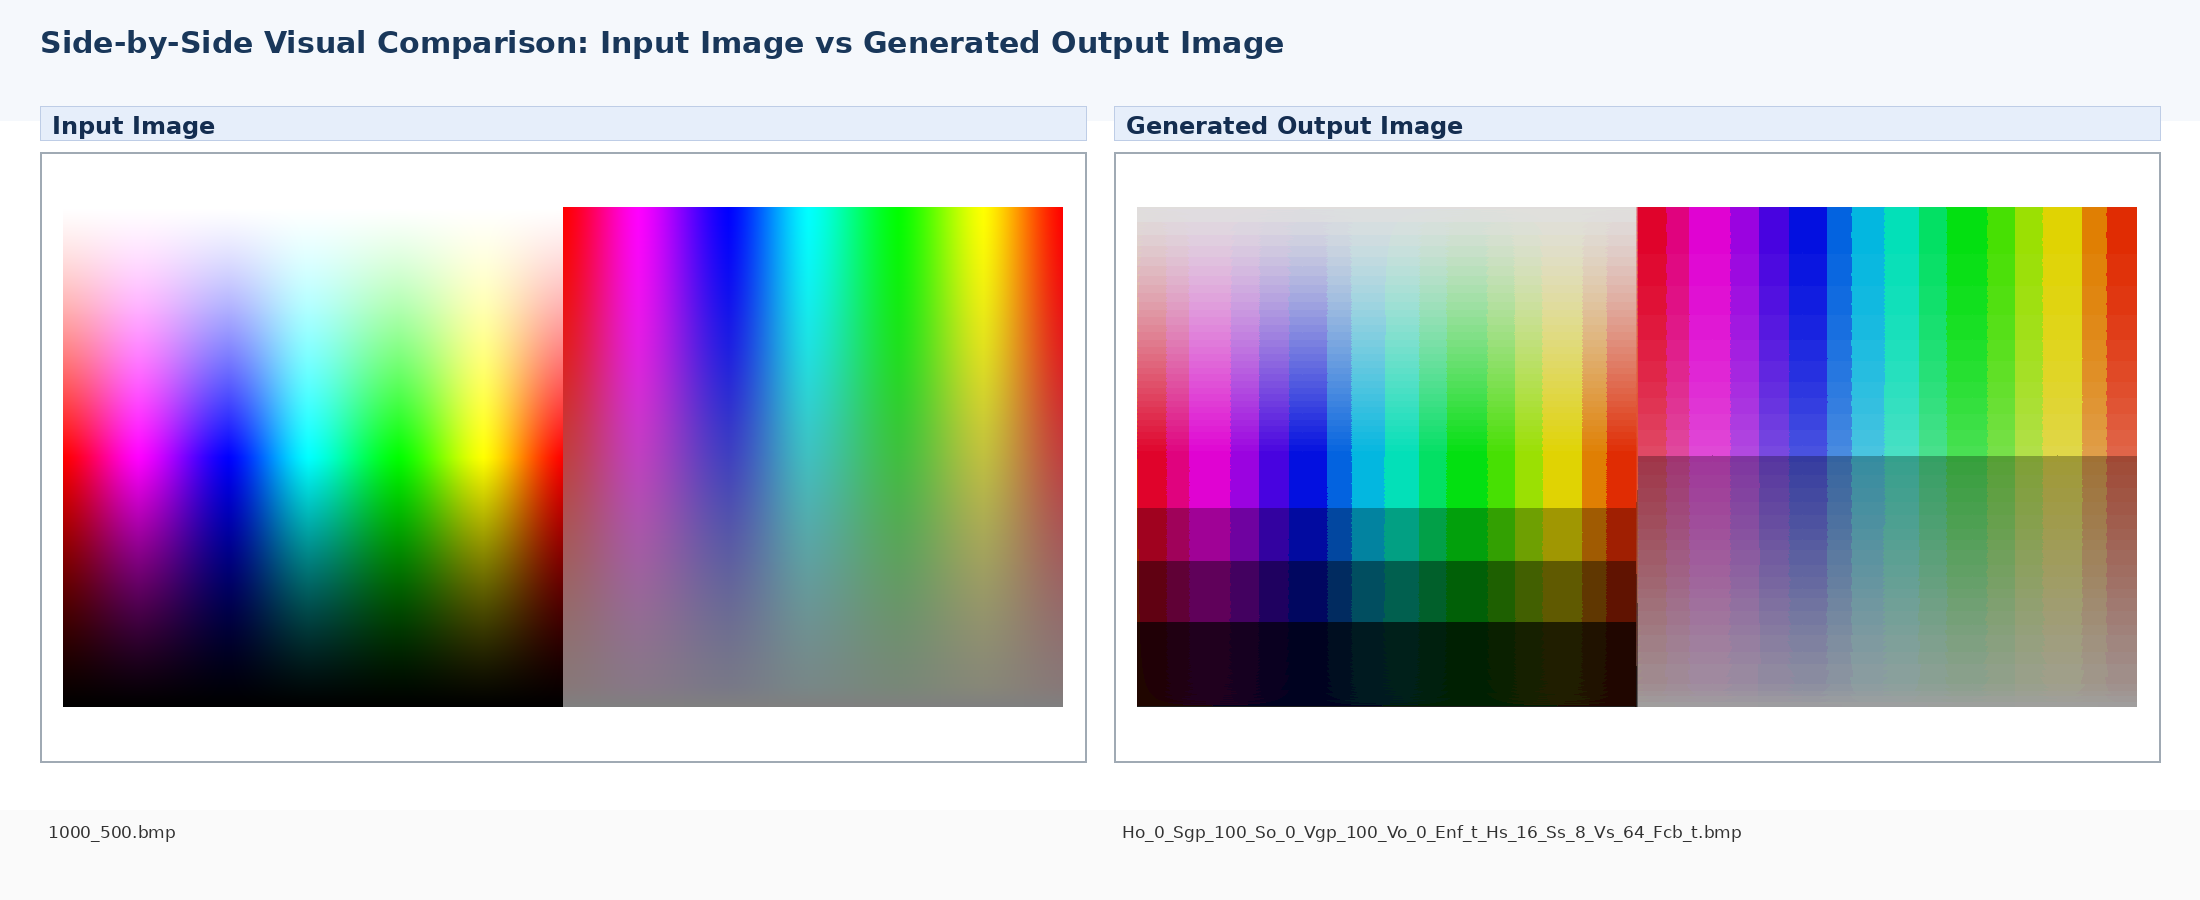 Side-by-Side Visual Comparison: Input Image vs Generated Output Image
Input Image
Generated Output Image
1000_500.bmp
Ho_0_Sgp_100_So_0_Vgp_100_Vo_0_Enf_t_Hs_16_Ss_8_Vs_64_Fcb_t.bmp